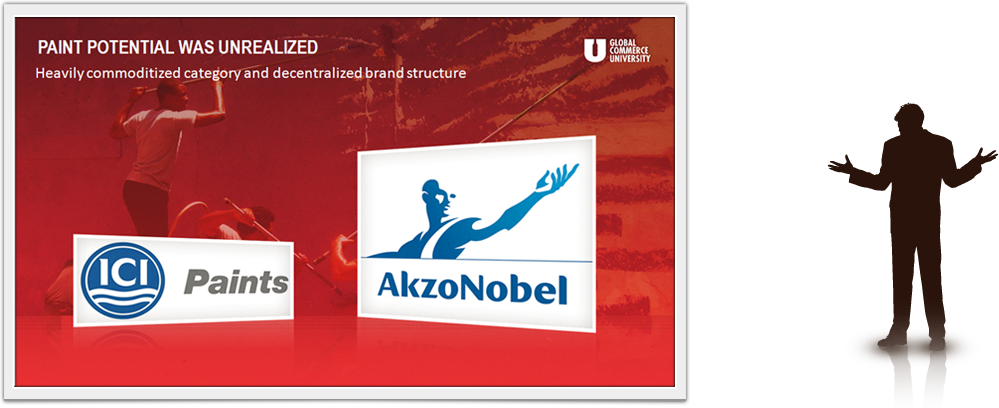 PAINT POTENTIAL WAS UNREALIZED
Heavily commoditized category and decentralized brand structure
U GLOBAL
COMMERCE
UNIVERSITY
ICI Paints
AkzoNobel